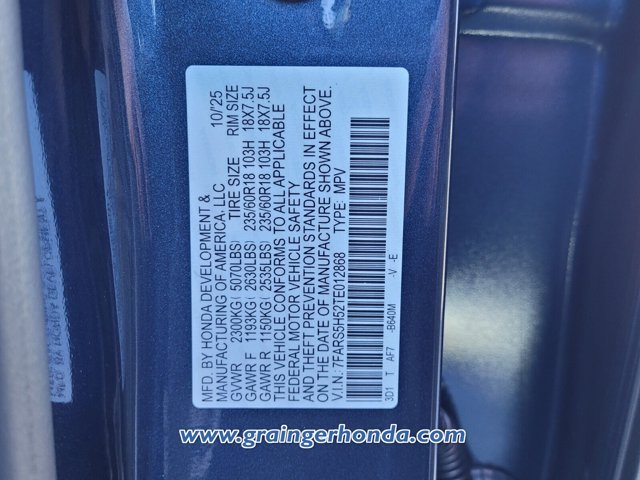 MFD. BY HONDA DEVELOPMENT &
MANUFACTURING OF AMERICA, LLC 10/'25
GVWR 2300KG( 5070LBS) TIRE SIZE RIM SIZE
GAWR F 1193KG( 2630LBS) 235/60R18 103H 18X7.5J
GAWR R 1150KG( 2535LBS) 235/60R18 103H 18X7.5J
THIS VEHICLE CONFORMS TO ALL APPLICABLE
FEDERAL MOTOR VEHICLE SAFETY
AND THEFT PREVENTION STANDARDS IN EFFECT
ON THE DATE OF MANUFACTURE SHOWN ABOVE.
V.I.N: 7FARS5H52TE012868 TYPE: MPV
3D1 T AF7 -B640M -V -E
www.graingerhonda.com